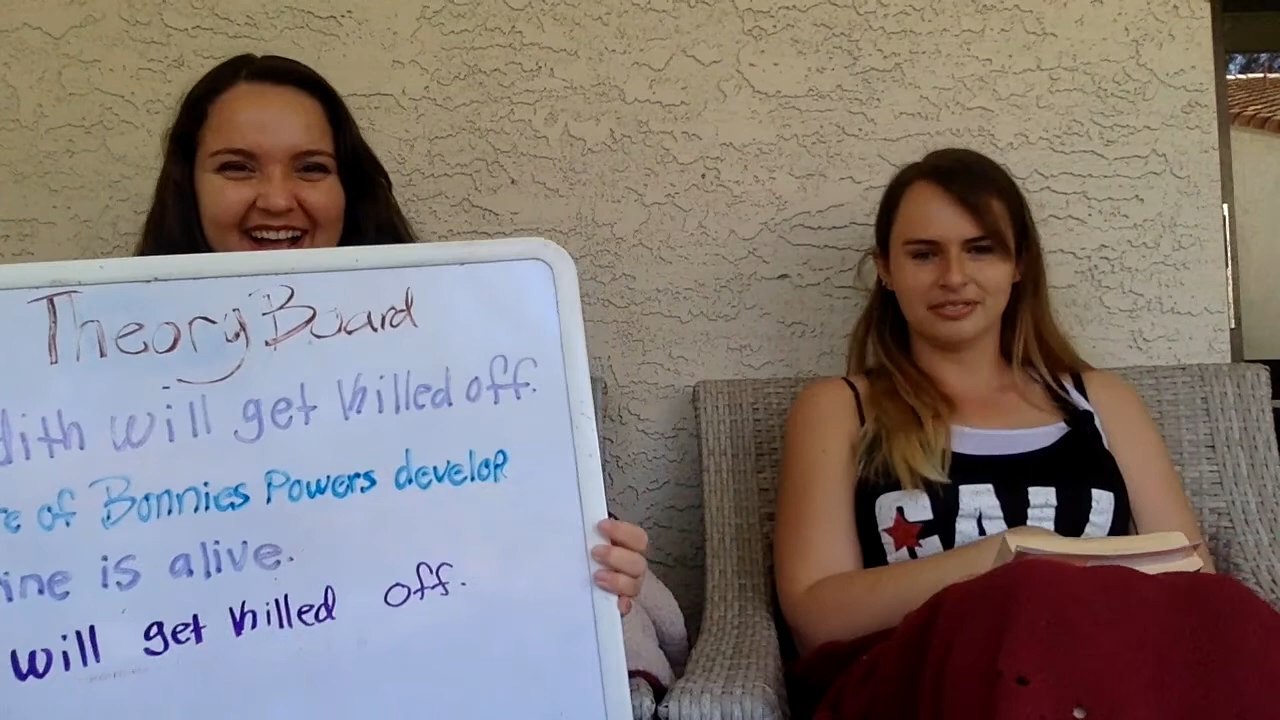 Theory Board
dith will get killed off.
re of Bonnies Powers develop
ine is alive.
will get killed off.
CALI